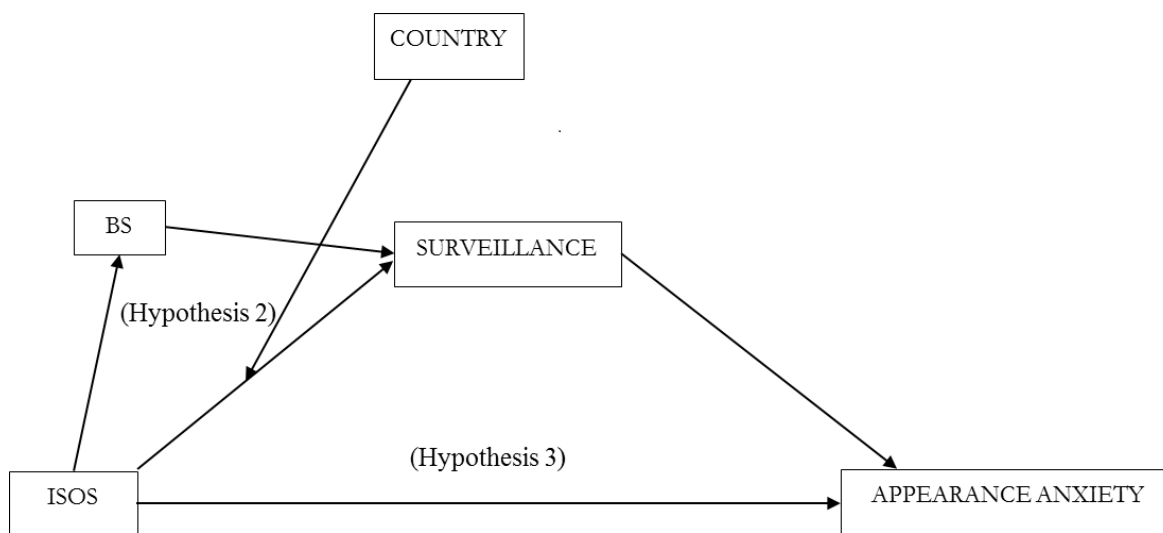 COUNTRY
BS
SURVEILLANCE
(Hypothesis 2)
(Hypothesis 3)
ISOS
APPEARANCE ANXIETY